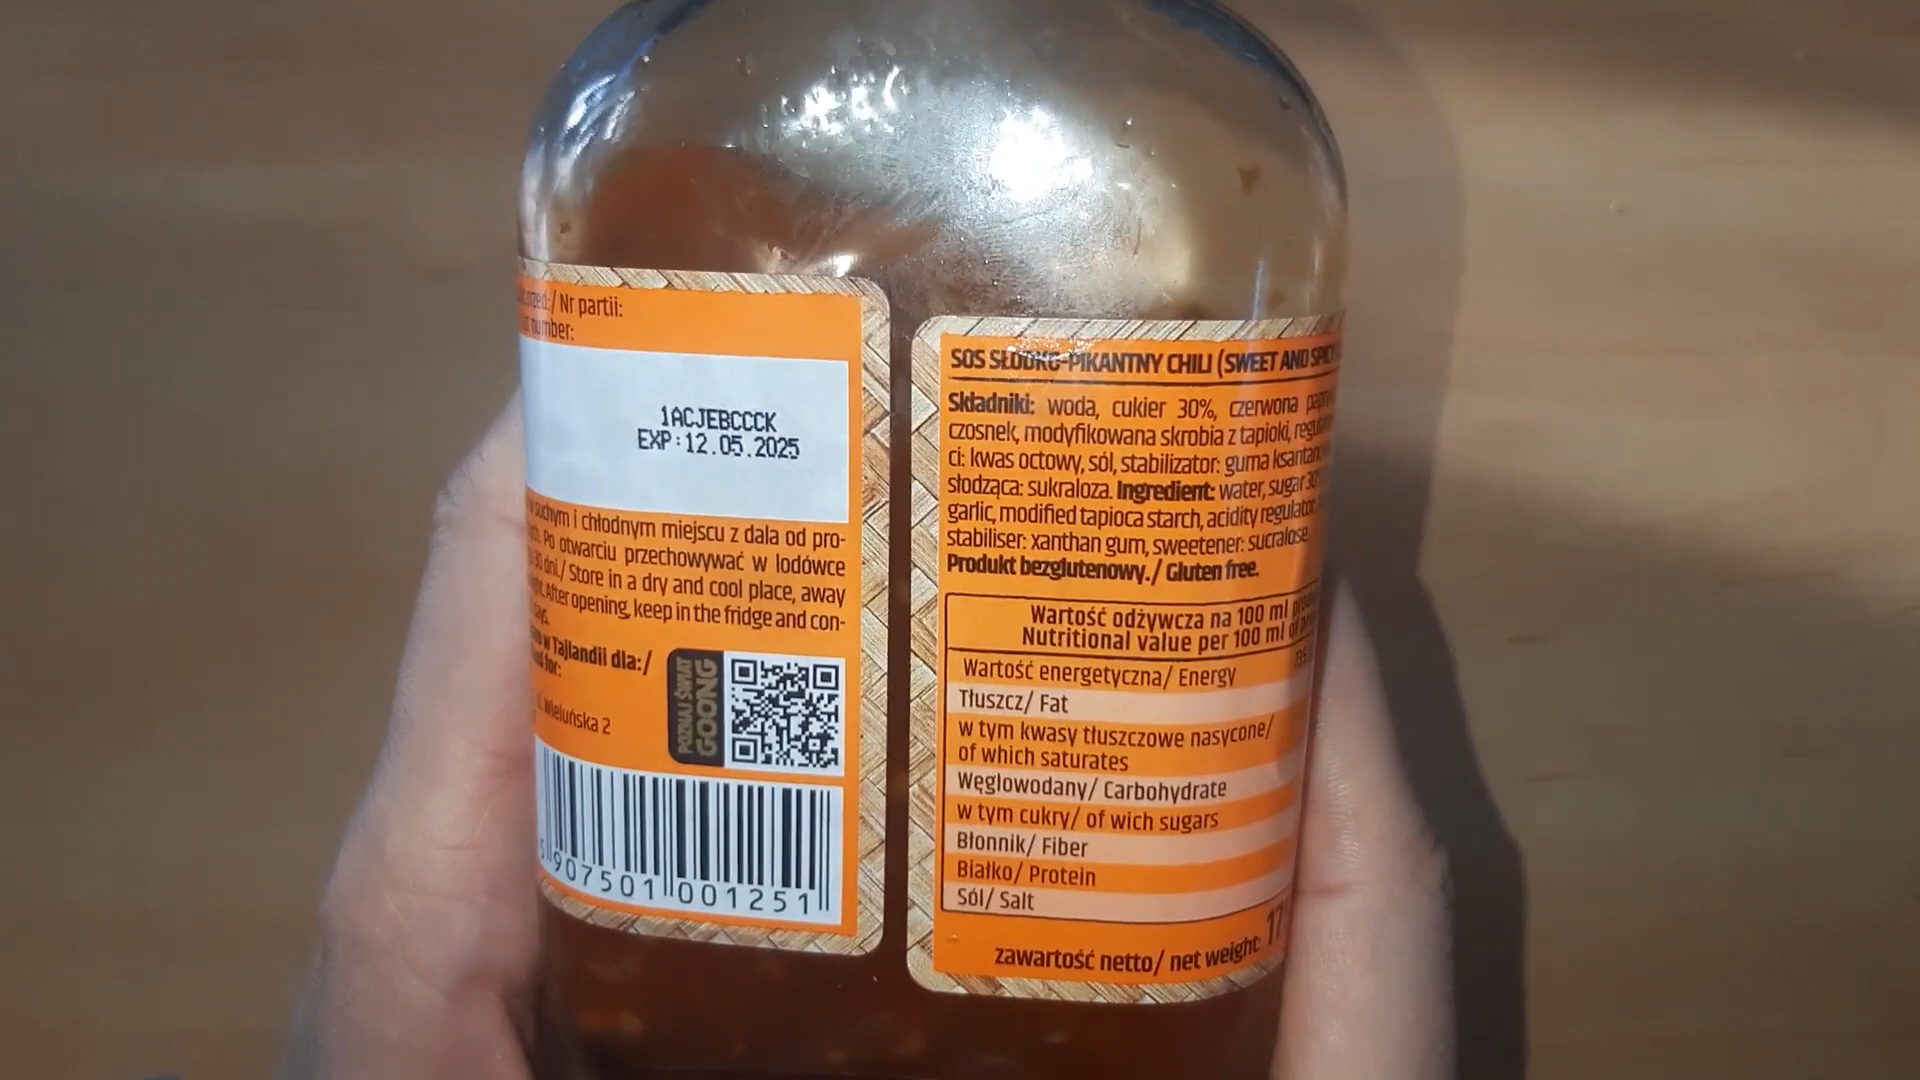 / Nr partii:
number:
1ACJEBCCCK
EXP:12.05.2025
suchym i chłodnym miejscu z dala od pro-
Po otwarciu przechowywać w lodówce
30 dni./ Store in a dry and cool place, away
After opening, keep in the fridge and con-
w Tajlandii dla:/
for:
Wieluńska 2
POZNAJ ŚWIAT
GOONG
5 907501 001251
SOS SŁODKO-PIKANTNY CHILI (SWEET AND
Składniki: woda, cukier 30%, czerwona
czosnek, modyfikowana skrobia z tapioki,
ci: kwas octowy, sól, stabilizator: guma
słodząca: sukraloza. Ingredient: water, sugar
garlic, modified tapioca starch, acidity
stabiliser: xanthan gum, sweetener: sucralose.
Produkt bezglutenowy./ Gluten free.
Wartość odżywcza na 100 ml
Nutritional value per 100 ml
Wartość energetyczna/ Energy
Tłuszcz/ Fat
w tym kwasy tłuszczowe nasycone/
of which saturates
Węglowodany/ Carbohydrate
w tym cukry/ of wich sugars
Błonnik/ Fiber
Białko/ Protein
Sól/ Salt
zawartość netto/ net weight: